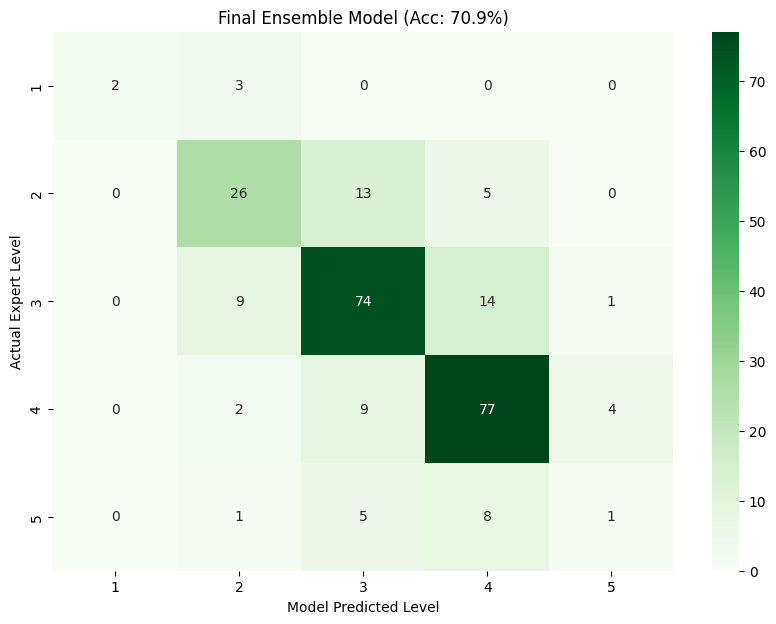 Final Ensemble Model (Acc: 70.9%)
Actual Expert Level
1 2 3 0 0 0
2 0 26 13 5 0
3 0 9 74 14 1
4 0 2 9 77 4
5 0 1 5 8 1
1 2 3 4 5
Model Predicted Level
70
60
50
40
30
20
10
0